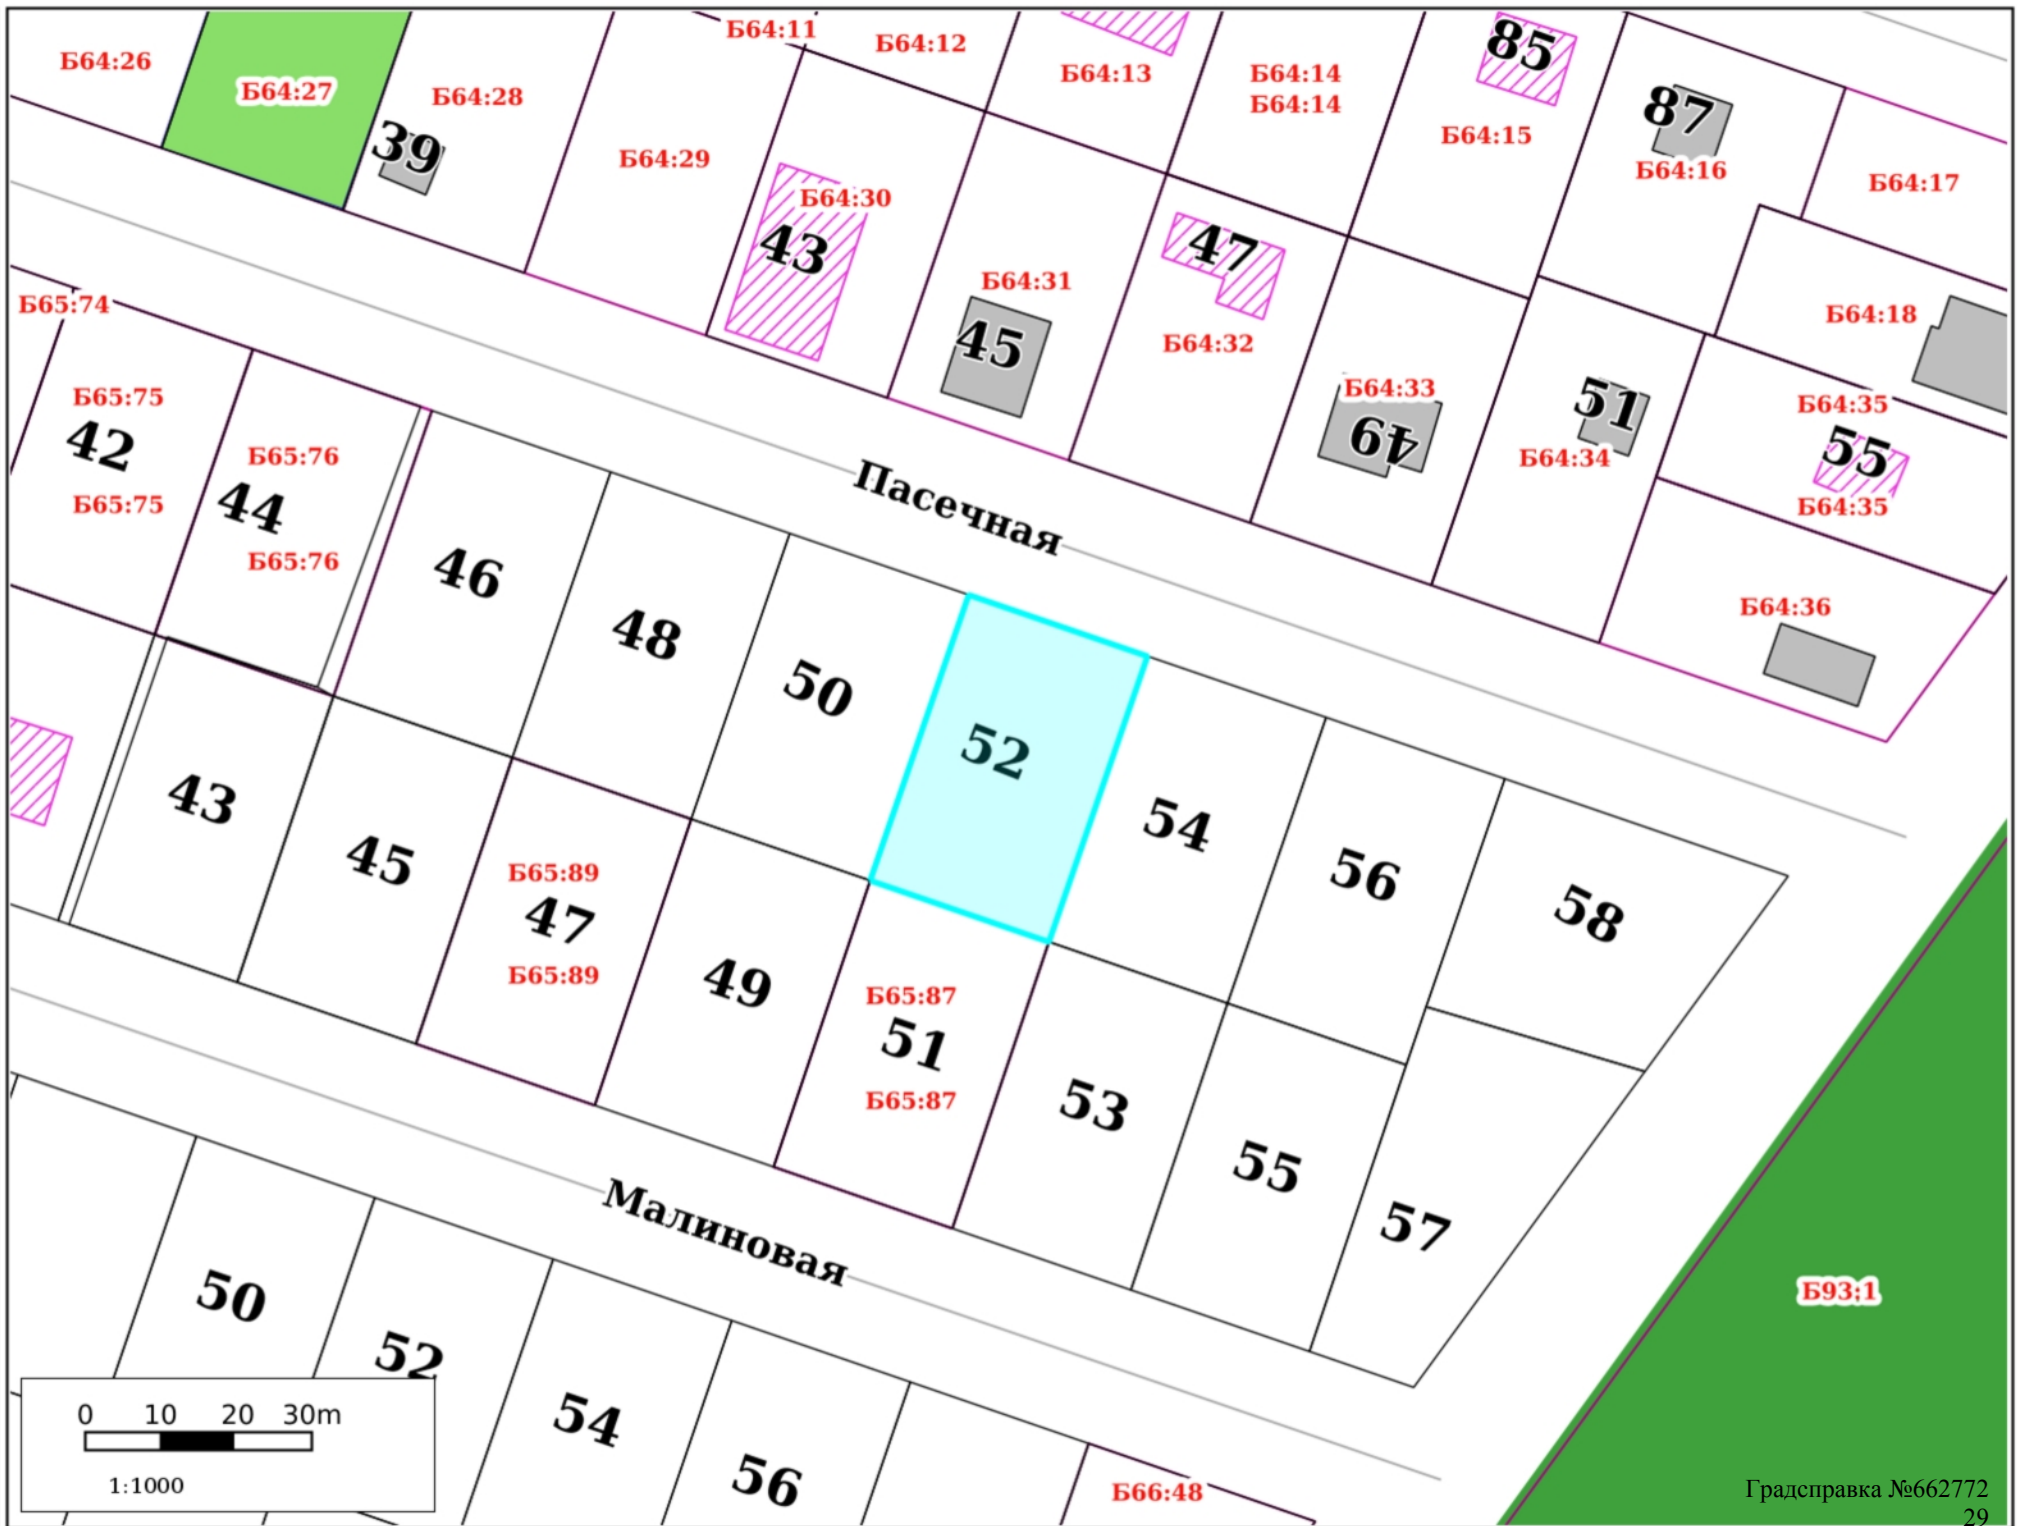 Б64:11
85
Б64:12
Б64:26
Б64:13
Б64:14
Б64:27
Б64:28
Б64:14
87
Б64:15
39
Б64:29
Б64:16
Б64:17
Б64:30
43
47
Б64:31
Б65:74
Б64:18
45
Б64:32
Б64:33
Б65:75
51
Б64:35
42
49
55
Б65:76
Б64:34
Б65:75
44
Пасечная
Б64:35
Б65:76
46
Б64:36
48
50
52
43
54
45
Б65:89
56
47
58
Б65:89
49
Б65:87
51
Б65:87
53
55
57
Малиновая
Б93:1
50
52
54
0 10 20 30m
56
1:1000
Б66:48
Градсправка №662772
29